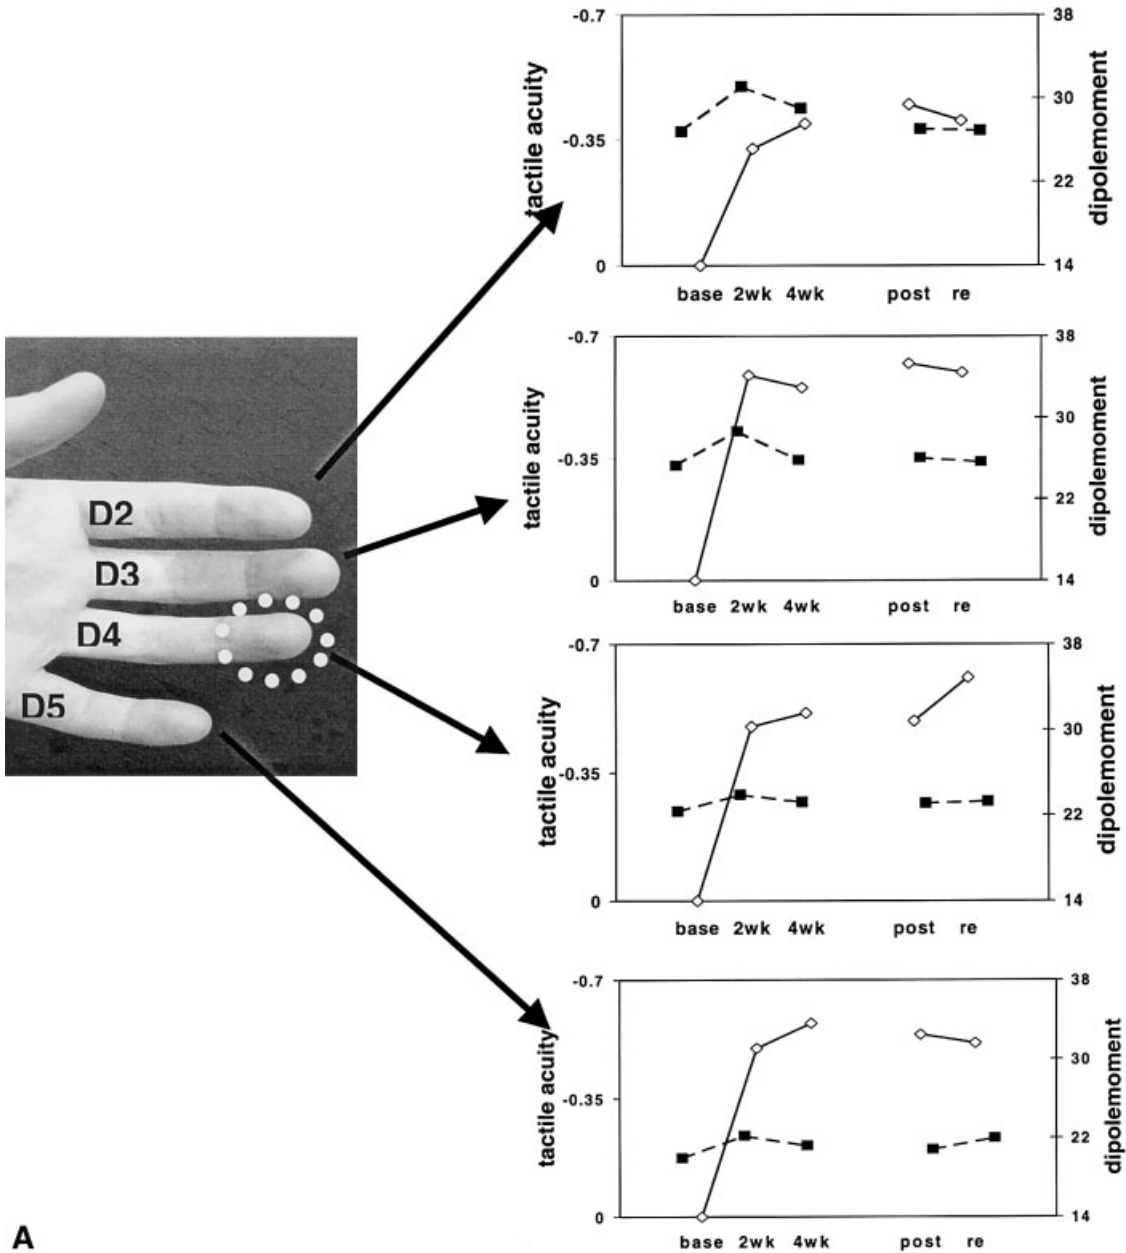 -0.7
-0.35
0
tactile acuity
38
30
22
14
dipolemoment
base 2wk 4wk post re
-0.7
-0.35
0
tactile acuity
38
30
22
14
dipolemoment
base 2wk 4wk post re
-0.7
-0.35
0
tactile acuity
38
30
22
14
dipolemoment
base 2wk 4wk post re
-0.7
-0.35
0
tactile acuity
38
30
22
14
dipolemoment
base 2wk 4wk post re
D2
D3
D4
D5
A